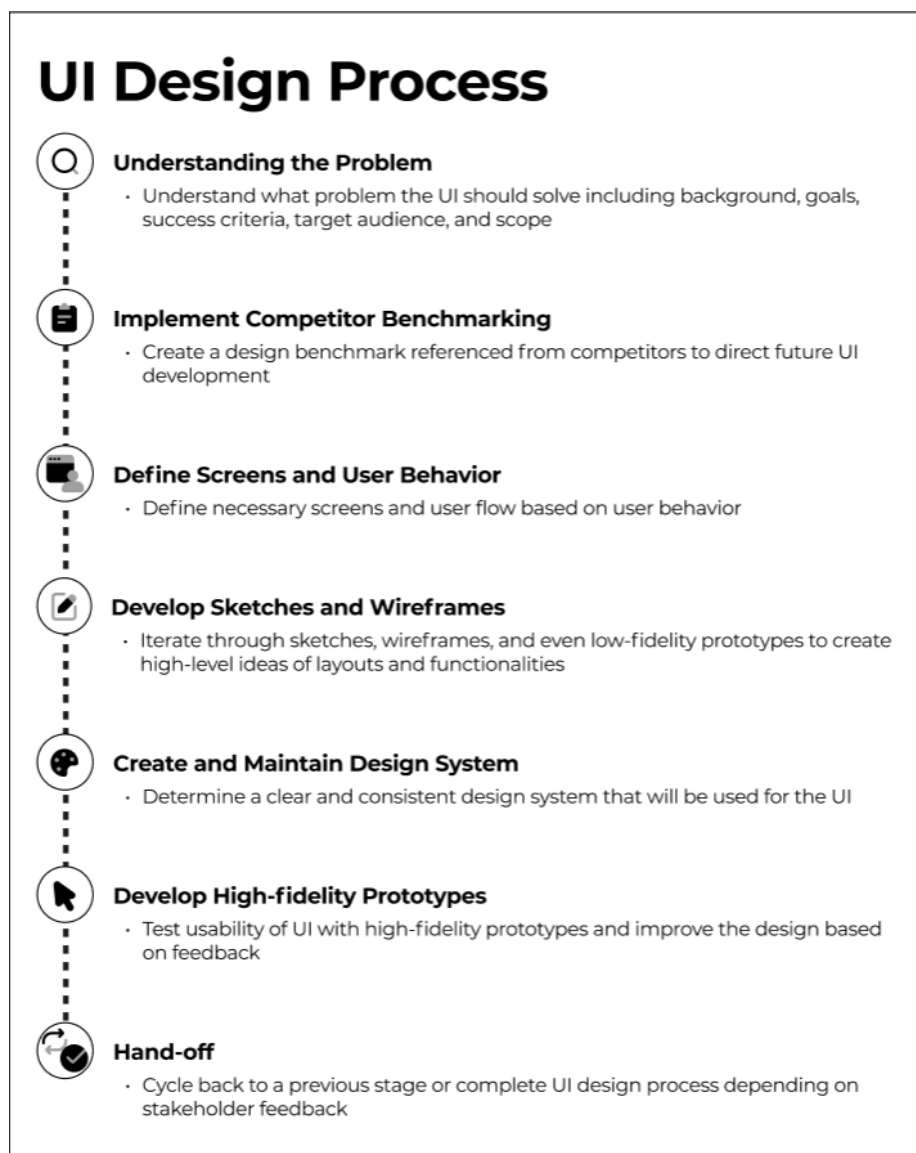 UI Design Process
Understanding the Problem
· Understand what problem the UI should solve including background, goals,
success criteria, target audience, and scope
Implement Competitor Benchmarking
· Create a design benchmark referenced from competitors to direct future UI
development
Define Screens and User Behavior
· Define necessary screens and user flow based on user behavior
Develop Sketches and Wireframes
· Iterate through sketches, wireframes, and even low-fidelity prototypes to create
high-level ideas of layouts and functionalities
Create and Maintain Design System
· Determine a clear and consistent design system that will be used for the UI
Develop High-fidelity Prototypes
· Test usability of UI with high-fidelity prototypes and improve the design based
on feedback
Hand-off
· Cycle back to a previous stage or complete UI design process depending on
stakeholder feedback